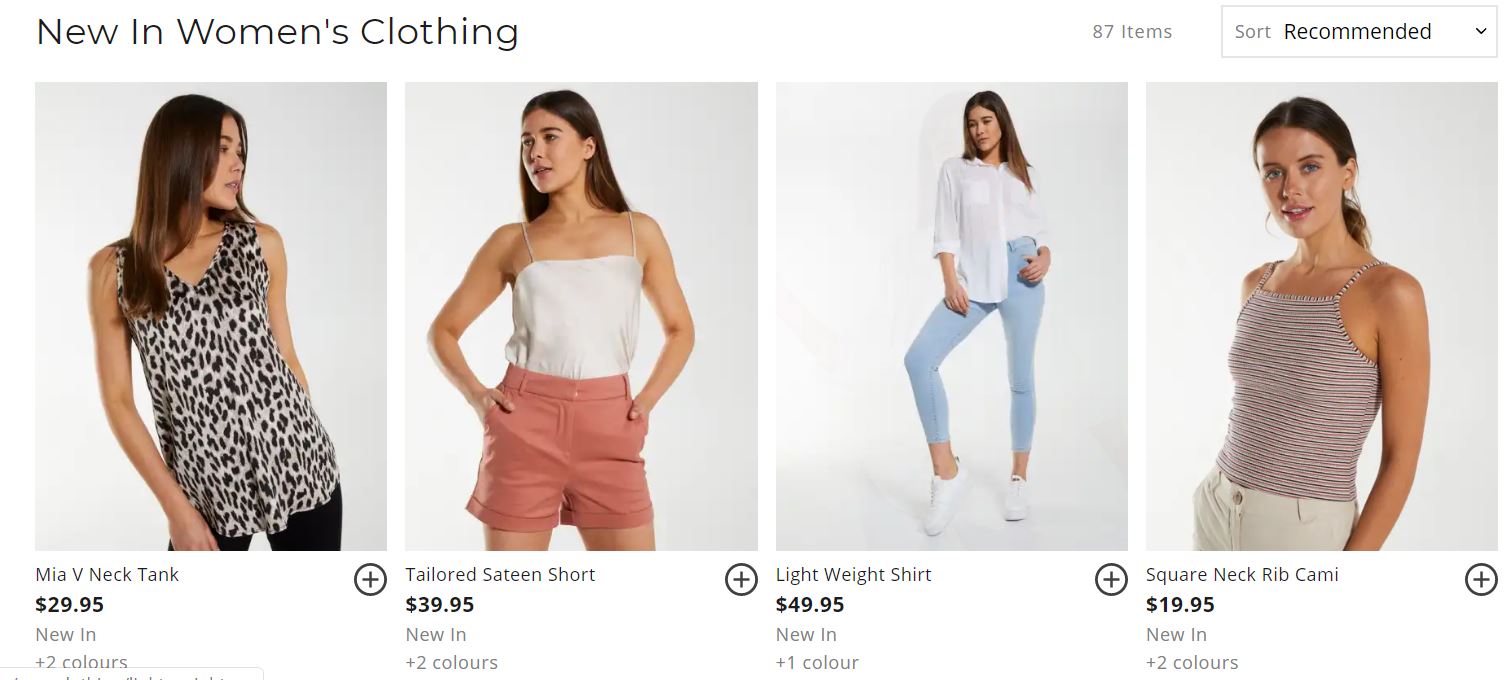 New In Women's Clothing
87 Items
Sort Recommended
Mia V Neck Tank
$29.95
New In
+2 colours
Tailored Sateen Short
$39.95
New In
+2 colours
Light Weight Shirt
$49.95
New In
+1 colour
Square Neck Rib Cami
$19.95
New In
+2 colours